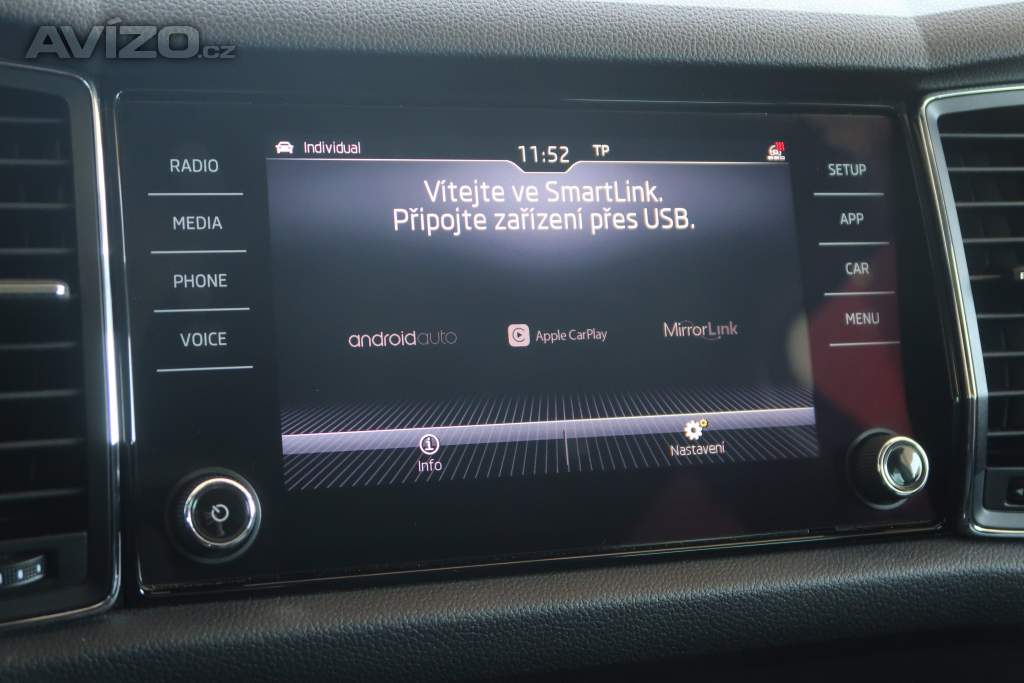 AVÍZO.cz
Individual
11:52
TP
RADIO
MEDIA
PHONE
VOICE
Vítejte ve SmartLink.
Připojte zařízení přes USB.
androidauto
Apple CarPlay
MirrorLink
Info
Nastavení
SETUP
APP
CAR
MENU